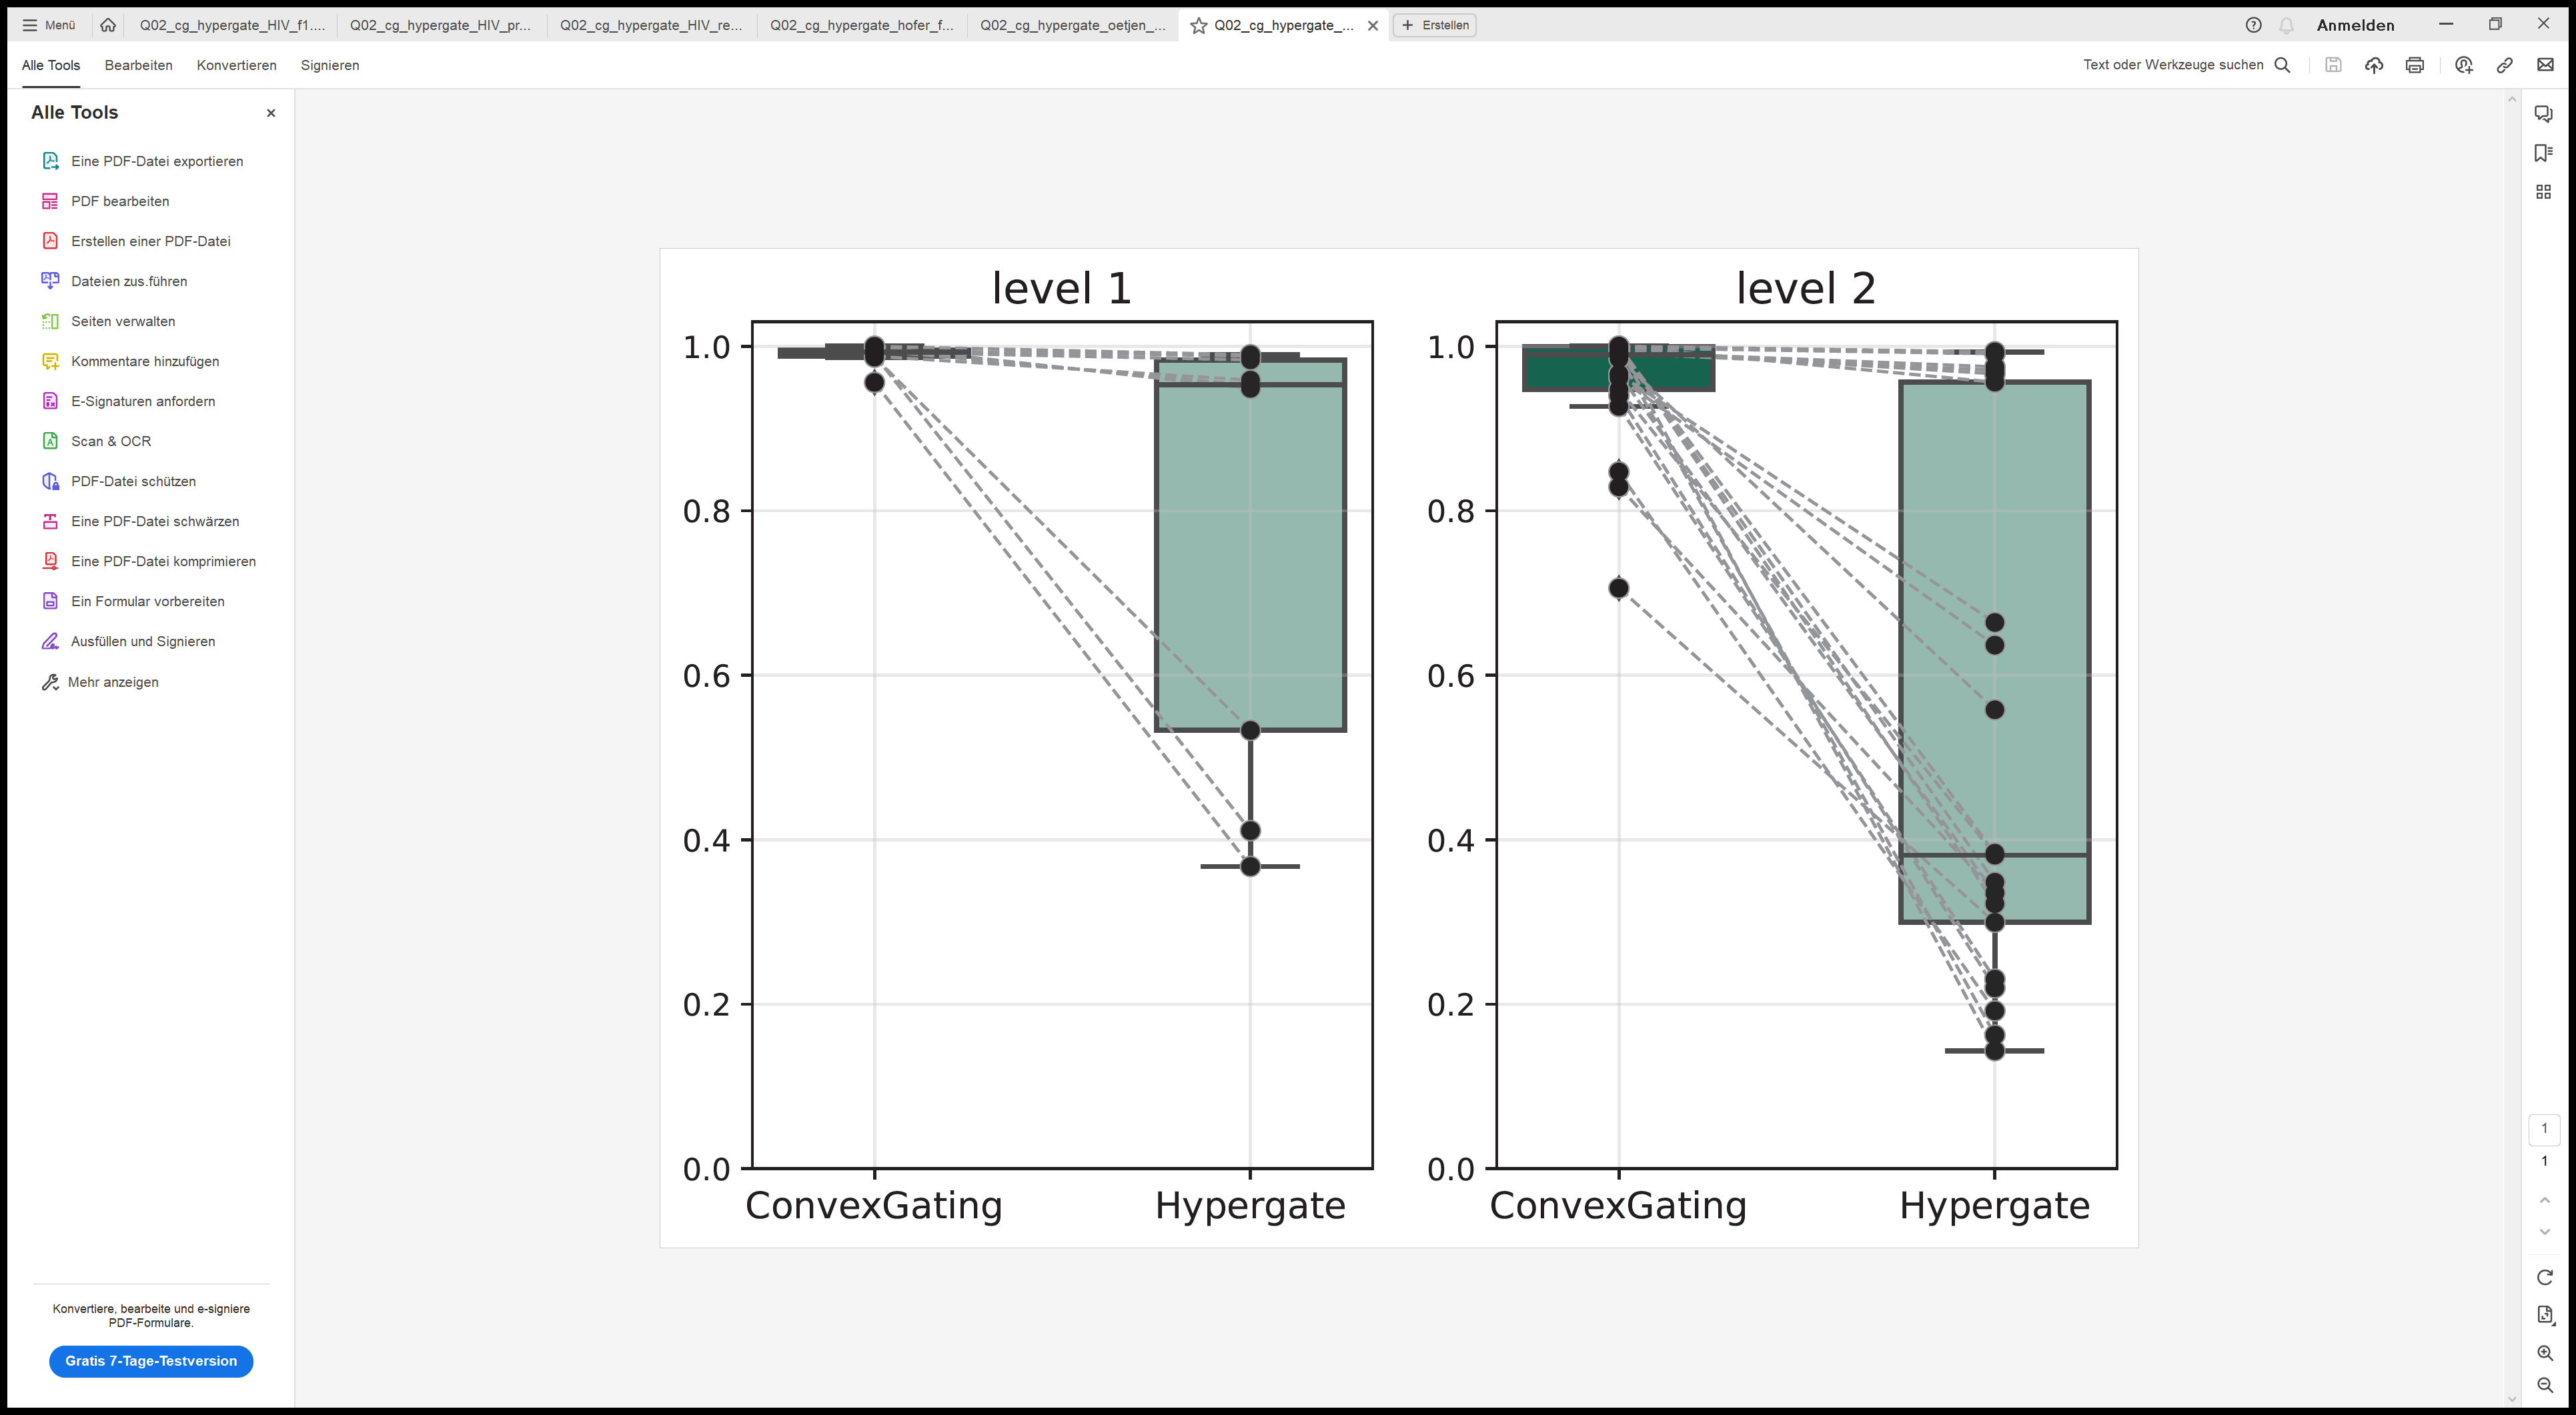 Menü
Q02_cg_hypergate_HIV_f1....
Q02_cg_hypergate_HIV_pr...
Q02_cg_hypergate_HIV_re...
Q02_cg_hypergate_hofer_f...
Q02_cg_hypergate_oetjen_...
Q02_cg_hypergate_...
Erstellen
Anmelden
Alle Tools
Bearbeiten
Konvertieren
Signieren
Text oder Werkzeuge suchen
Alle Tools
Eine PDF-Datei exportieren
PDF bearbeiten
Erstellen einer PDF-Datei
Dateien zus.führen
Seiten verwalten
Kommentare hinzufügen
E-Signaturen anfordern
Scan & OCR
PDF-Datei schützen
Eine PDF-Datei schwärzen
Eine PDF-Datei komprimieren
Ein Formular vorbereiten
Ausfüllen und Signieren
Mehr anzeigen
Konvertiere, bearbeite und e-signiere
PDF-Formulare.
Gratis 7-Tage-Testversion
level 1
1.0
0.8
0.6
0.4
0.2
0.0
ConvexGating
Hypergate
level 2
1.0
0.8
0.6
0.4
0.2
0.0
ConvexGating
Hypergate
1
1